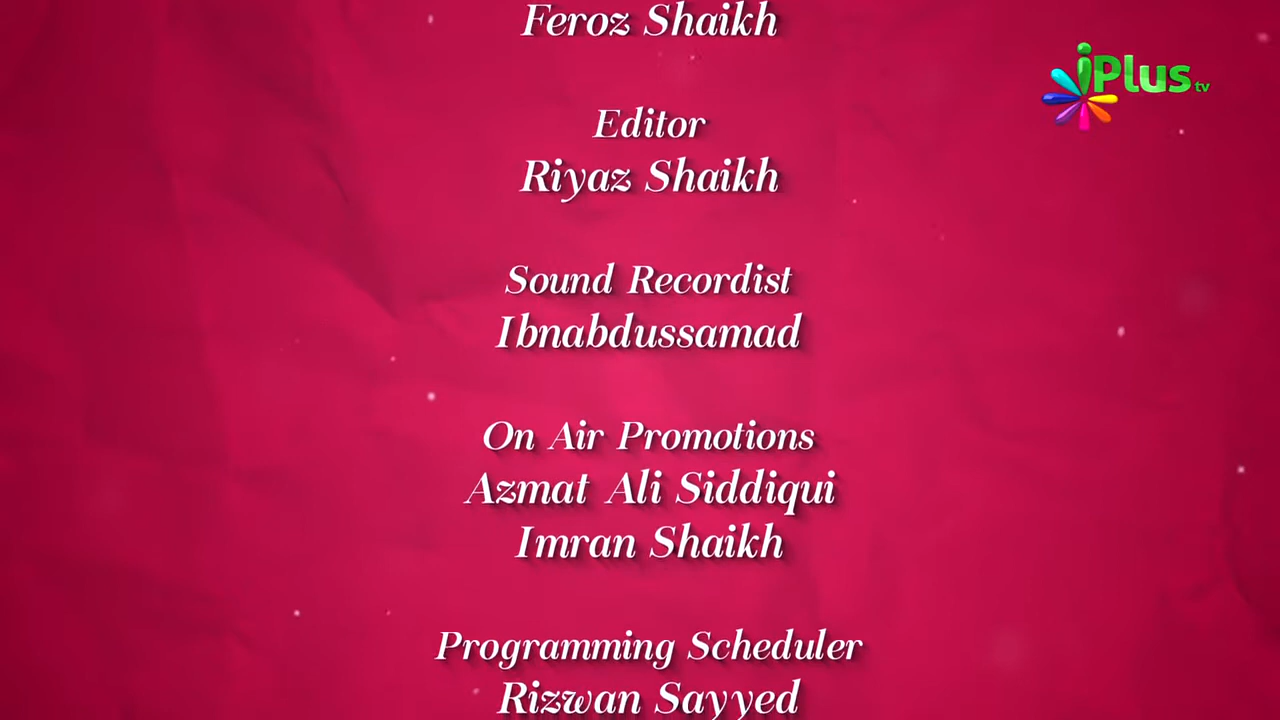 Feroz Shaikh
iPlus tv
Editor
Riyaz Shaikh
Sound Recordist
Ibnabdussamad
On Air Promotions
Azmat Ali Siddiqui
Imran Shaikh
Programming Scheduler
Rizwan Sayyed